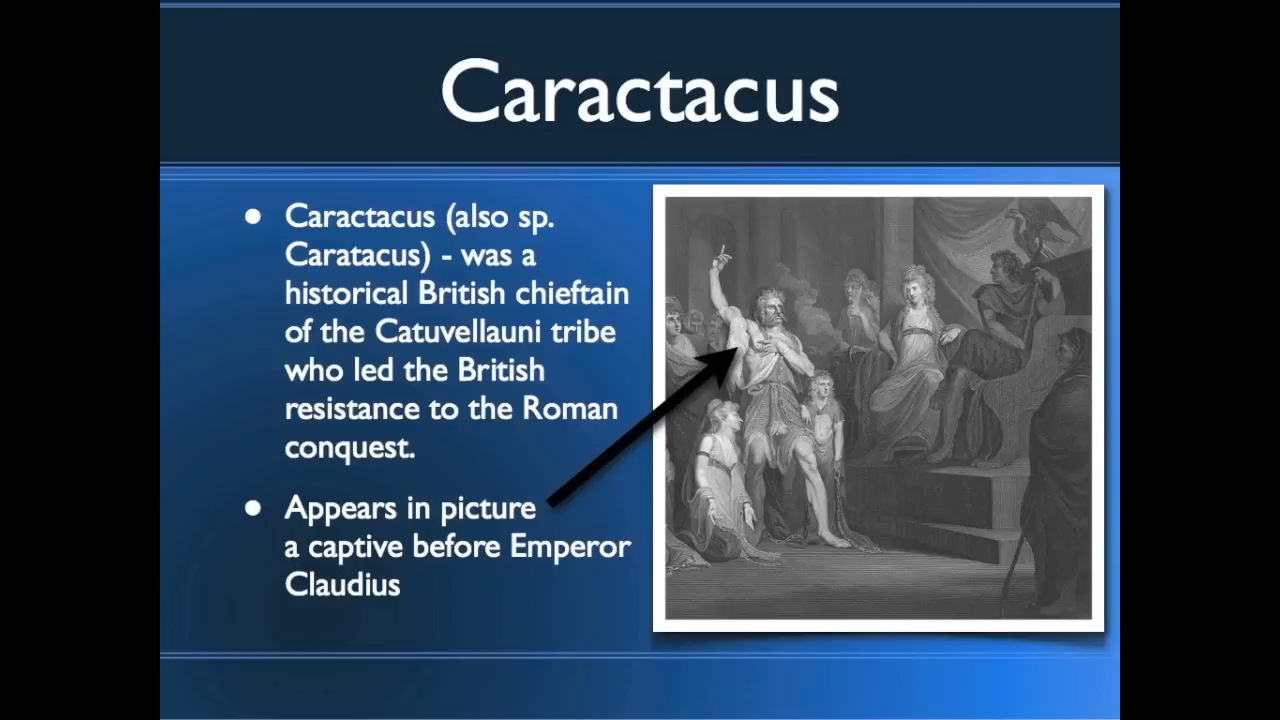 Caractacus
● Caractacus (also sp.
Caratacus) - was a
historical British chieftain
of the Catuvellauni tribe
who led the British
resistance to the Roman
conquest.
● Appears in picture
a captive before Emperor
Claudius